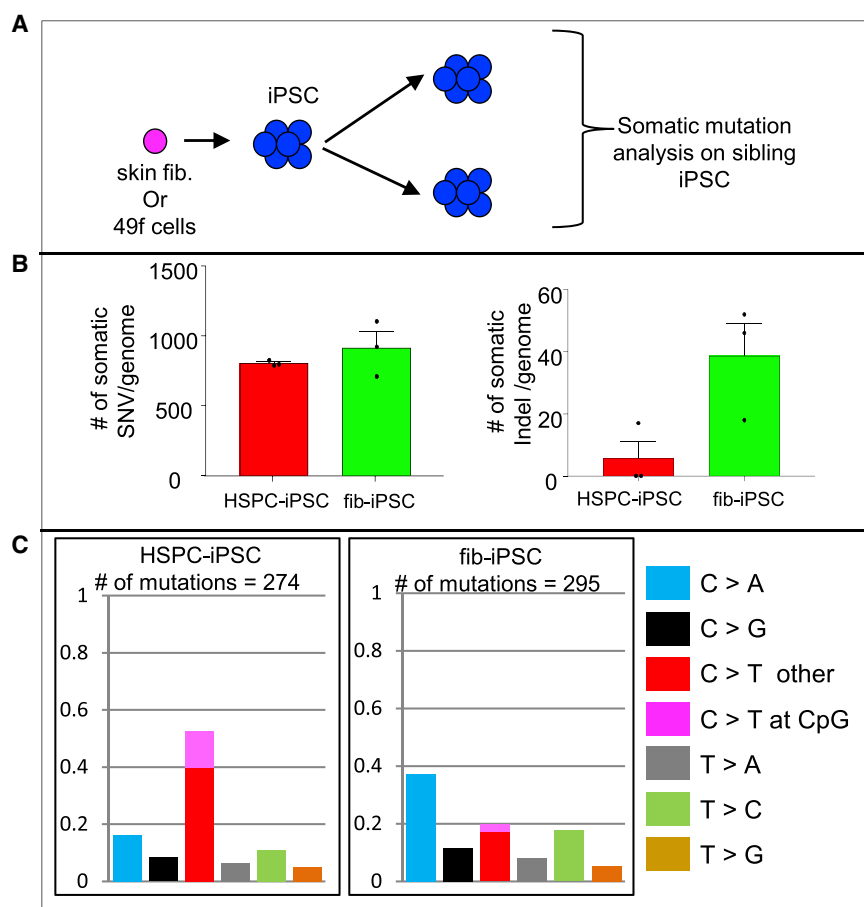 A
iPSC
skin fib.
Or
49f cells
Somatic mutation
analysis on sibling
iPSC
B
# of somatic
SNV/genome
1500
1000
500
0
HSPC-iPSC
fib-iPSC
# of somatic
Indel /genome
60
40
20
0
HSPC-iPSC
fib-iPSC
C
HSPC-iPSC
# of mutations = 274
1
0.8
0.6
0.4
0.2
0
fib-iPSC
# of mutations = 295
1
0.8
0.6
0.4
0.2
0
C > A
C > G
C > T other
C > T at CpG
T > A
T > C
T > G